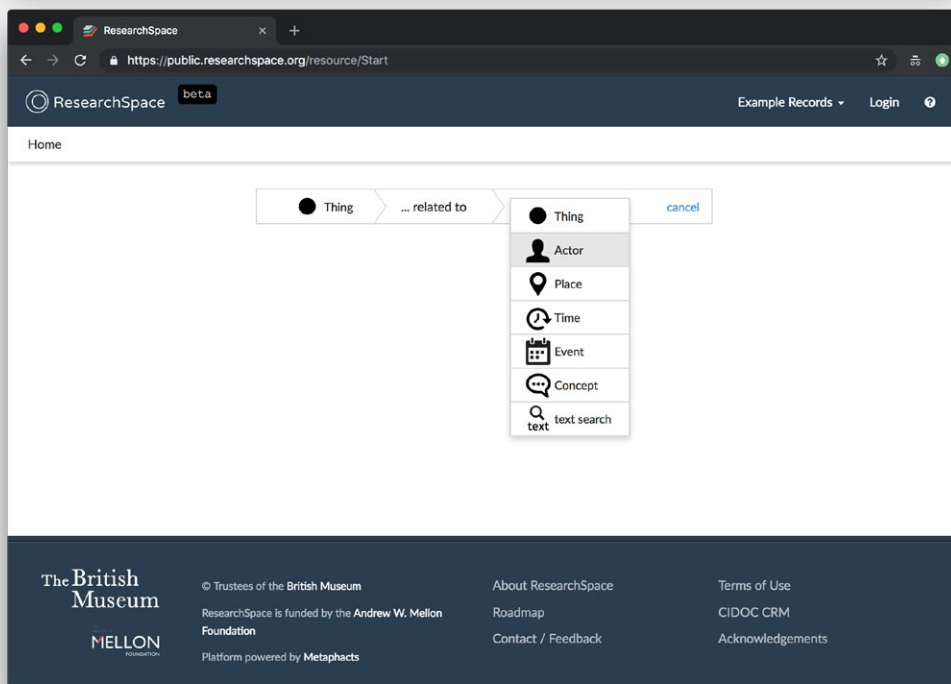 ResearchSpace
https://public.researchspace.org/resource/Start
ResearchSpace beta
Example Records
Login
Home
Thing
... related to
cancel
Thing
Actor
Place
Time
Event
Concept
text
text search
The British
Museum
MELLON
FOUNDATION
© Trustees of the British Museum
ResearchSpace is funded by the Andrew W. Mellon
Foundation
Platform powered by Metaphacts
About ResearchSpace
Roadmap
Contact / Feedback
Terms of Use
CIDOC CRM
Acknowledgements